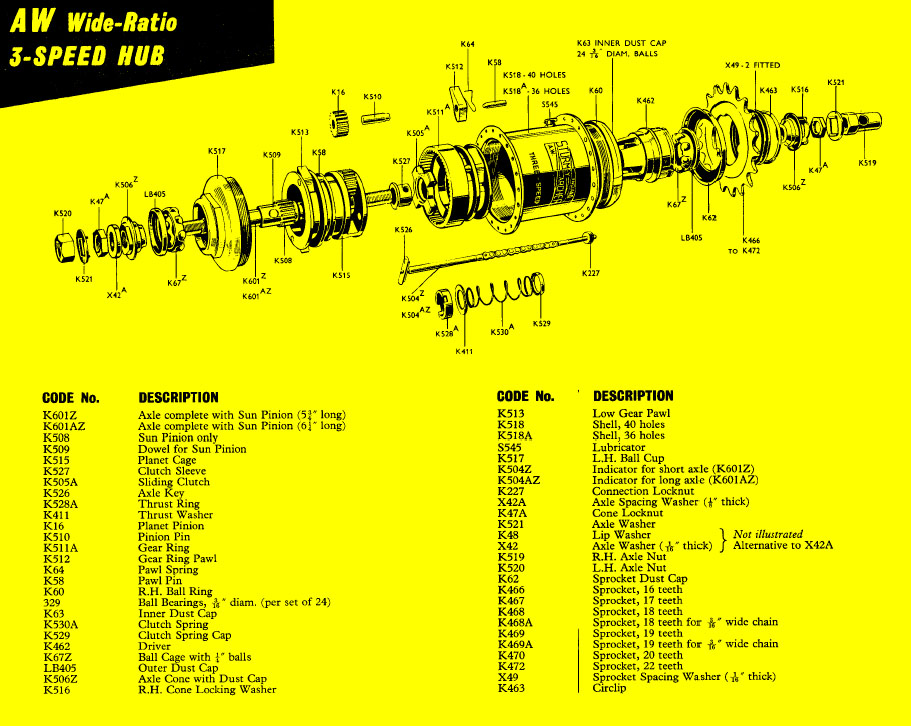 AW Wide-Ratio
3-SPEED HUB
K64
K63 INNER DUST CAP
24 3/16" DIAM. BALLS
K512
K58
K518 - 40 HOLES
K518A - 36 HOLES
X49 - 2 FITTED
K16
K510
K511A
S545
K60
K462
K463
K516
K521
K513
K58
K505A
K517
K509
K527
K519
K47A
K506Z
K506Z
LB405
K47A
K520
K67Z
K62
LB405
K466
TO K472
K526
K508
K515
K227
K521
X42A
K67Z
K601Z
K601AZ
K504Z
K504AZ
K528A
K411
K530A
K529
CODE No. DESCRIPTION
K601Z Axle complete with Sun Pinion (5¾" long)
K601AZ Axle complete with Sun Pinion (6¼" long)
K508 Sun Pinion only
K509 Dowel for Sun Pinion
K515 Planet Cage
K527 Clutch Sleeve
K505A Sliding Clutch
K526 Axle Key
K528A Thrust Ring
K411 Thrust Washer
K16 Planet Pinion
K510 Pinion Pin
K511A Gear Ring
K512 Gear Ring Pawl
K64 Pawl Spring
K58 Pawl Pin
K60 R.H. Ball Ring
329 Ball Bearings, 3/16" diam. (per set of 24)
K63 Inner Dust Cap
K530A Clutch Spring
K529 Clutch Spring Cap
K462 Driver
K67Z Ball Cage with ¼" balls
LB405 Outer Dust Cap
K506Z Axle Cone with Dust Cap
K516 R.H. Cone Locking Washer
CODE No. DESCRIPTION
K513 Low Gear Pawl
K518 Shell, 40 holes
K518A Shell, 36 holes
S545 Lubricator
K517 L.H. Ball Cup
K504Z Indicator for short axle (K601Z)
K504AZ Indicator for long axle (K601AZ)
K227 Connection Locknut
X42A Axle Spacing Washer (⅛" thick)
K47A Cone Locknut
K521 Axle Washer
K48 Lip Washer } Not illustrated
X42 Axle Washer (1/16" thick) } Alternative to X42A
K519 R.H. Axle Nut
K520 L.H. Axle Nut
K62 Sprocket Dust Cap
K466 Sprocket, 16 teeth
K467 Sprocket, 17 teeth
K468 Sprocket, 18 teeth
K468A Sprocket, 18 teeth for 3/16" wide chain
K469 Sprocket, 19 teeth
K469A Sprocket, 19 teeth for 3/16" wide chain
K470 Sprocket, 20 teeth
K472 Sprocket, 22 teeth
X49 Sprocket Spacing Washer (1/16" thick)
K463 Circlip